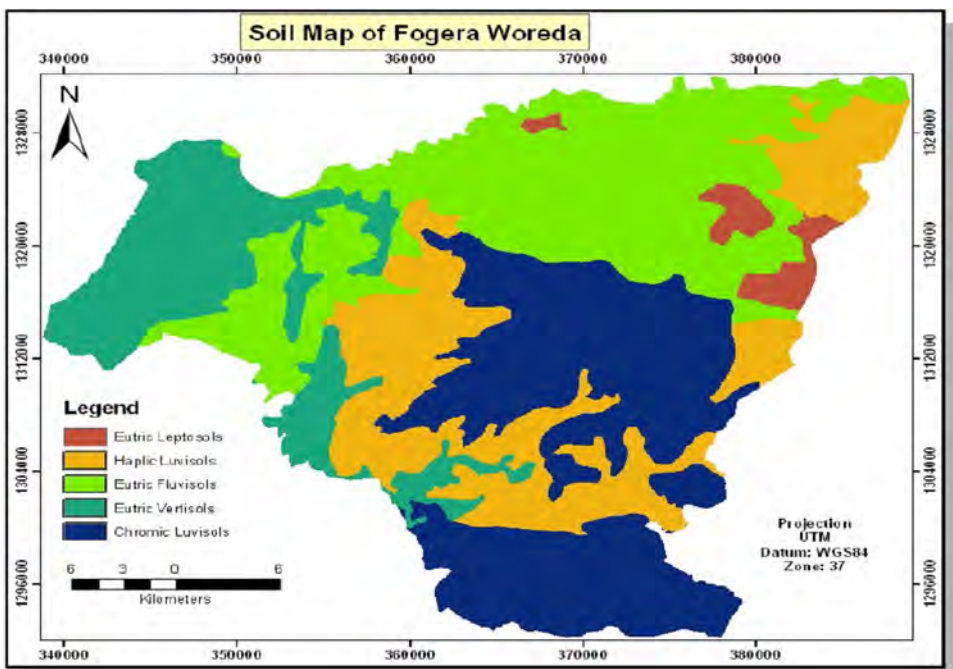 Soil Map of Fogera Woreda
340000 350000 360000 370000 380000
N
1328000 1328000
1320000 1320000
1312000 1312000
1304000 1304000
1296000 1296000
Legend
Eutric Leptosols
Haplic Luvisols
Eutric Fluvisols
Eutric Vertisols
Chromic Luvisols
6 3 0 6
Kilometers
Projection
UTM
Datum: WGS84
Zone: 37
340000 350000 360000 370000 380000